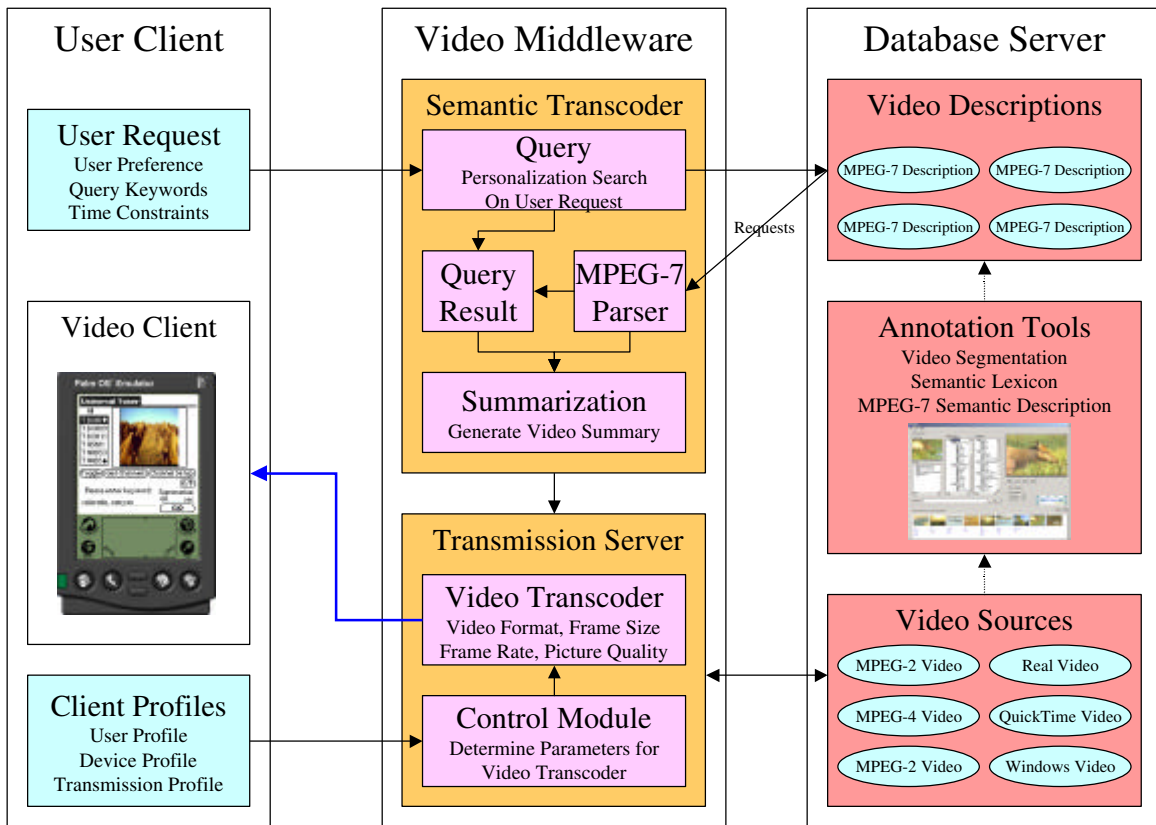 User Client
User Request
User Preference
Query Keywords
Time Constraints
Video Client
Palm OS Emulator
Client Profiles
User Profile
Device Profile
Transmission Profile
Video Middleware
Semantic Transcoder
Query
Personalization Search
On User Request
Query
Result
MPEG-7
Parser
Summarization
Generate Video Summary
Transmission Server
Video Transcoder
Video Format, Frame Size
Frame Rate, Picture Quality
Control Module
Determine Parameters for
Video Transcoder
Requests
Database Server
Video Descriptions
MPEG-7 Description
MPEG-7 Description
MPEG-7 Description
MPEG-7 Description
Annotation Tools
Video Segmentation
Semantic Lexicon
MPEG-7 Semantic Description
Video Sources
MPEG-2 Video
Real Video
MPEG-4 Video
QuickTime Video
MPEG-2 Video
Windows Video